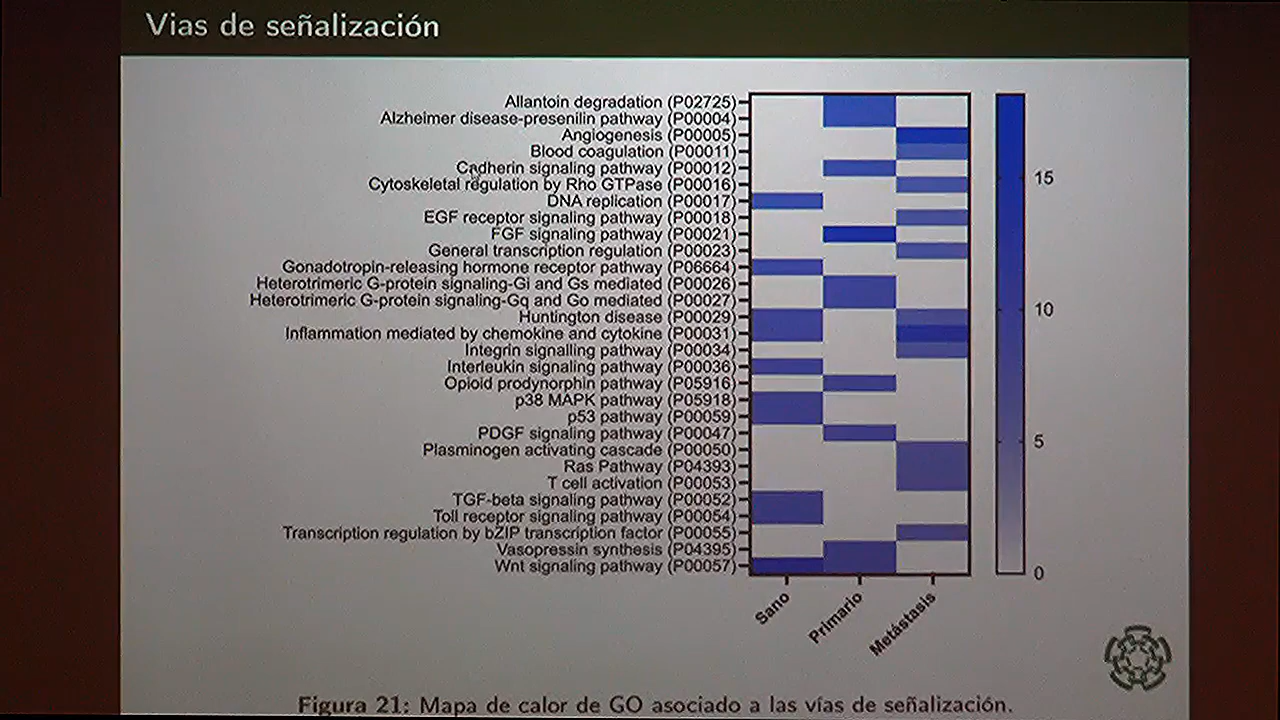 Vias de señalización
Allantoin degradation (P02725)
Alzheimer disease-presenilin pathway (P00004)
Angiogenesis (P00005)
Blood coagulation (P00011)
Cadherin signaling pathway (P00012)
Cytoskeletal regulation by Rho GTPase (P00016)
DNA replication (P00017)
EGF receptor signaling pathway (P00018)
FGF signaling pathway (P00021)
General transcription regulation (P00023)
Gonadotropin-releasing hormone receptor pathway (P06664)
Heterotrimeric G-protein signaling-Gi and Gs mediated (P00026)
Heterotrimeric G-protein signaling-Gq and Go mediated (P00027)
Huntington disease (P00029)
Inflammation mediated by chemokine and cytokine (P00031)
Integrin signalling pathway (P00034)
Interleukin signaling pathway (P00036)
Opioid prodynorphin pathway (P05916)
p38 MAPK pathway (P05918)
p53 pathway (P00059)
PDGF signaling pathway (P00047)
Plasminogen activating cascade (P00050)
Ras Pathway (P04393)
T cell activation (P00053)
TGF-beta signaling pathway (P00052)
Toll receptor signaling pathway (P00054)
Transcription regulation by bZIP transcription factor (P00055)
Vasopressin synthesis (P04395)
Wnt signaling pathway (P00057)
15
10
5
0
Sano
Primario
Metástasis
Figura 21: Mapa de calor de GO asociado a las vías de señalización.